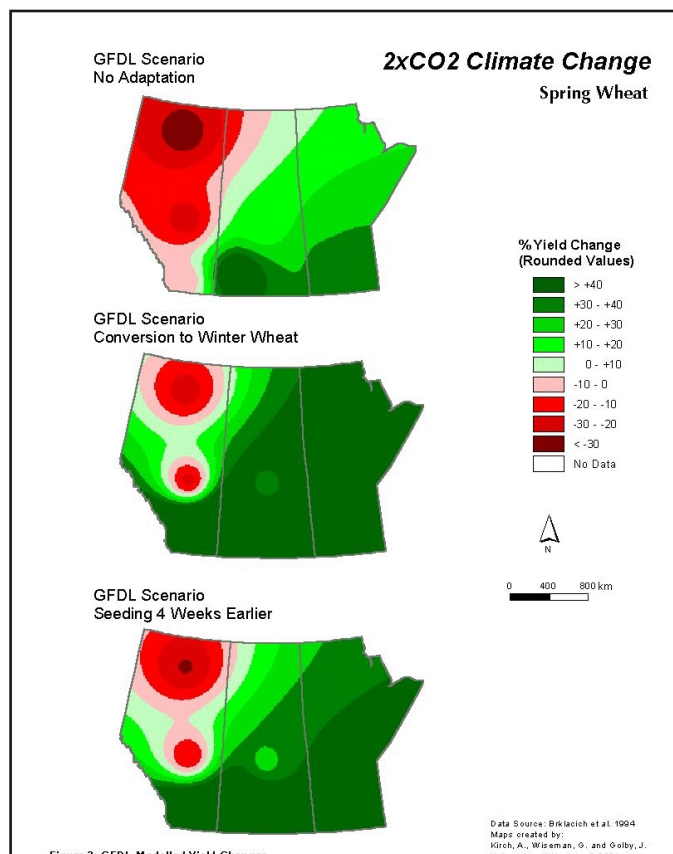 GFDL Scenario
No Adaptation
2xCO2 Climate Change
Spring Wheat
%Yield Change
(Rounded Values)
> +40
+30 - +40
+20 - +30
+10 - +20
0 - +10
-10 - 0
-20 - -10
-30 - -20
< -30
No Data
N
0 400 800 km
GFDL Scenario
Conversion to Winter Wheat
GFDL Scenario
Seeding 4 Weeks Earlier
Data Source: Brklacich et al. 1994
Maps created by:
Kirch, A., Wiseman, G. and Golby, J.